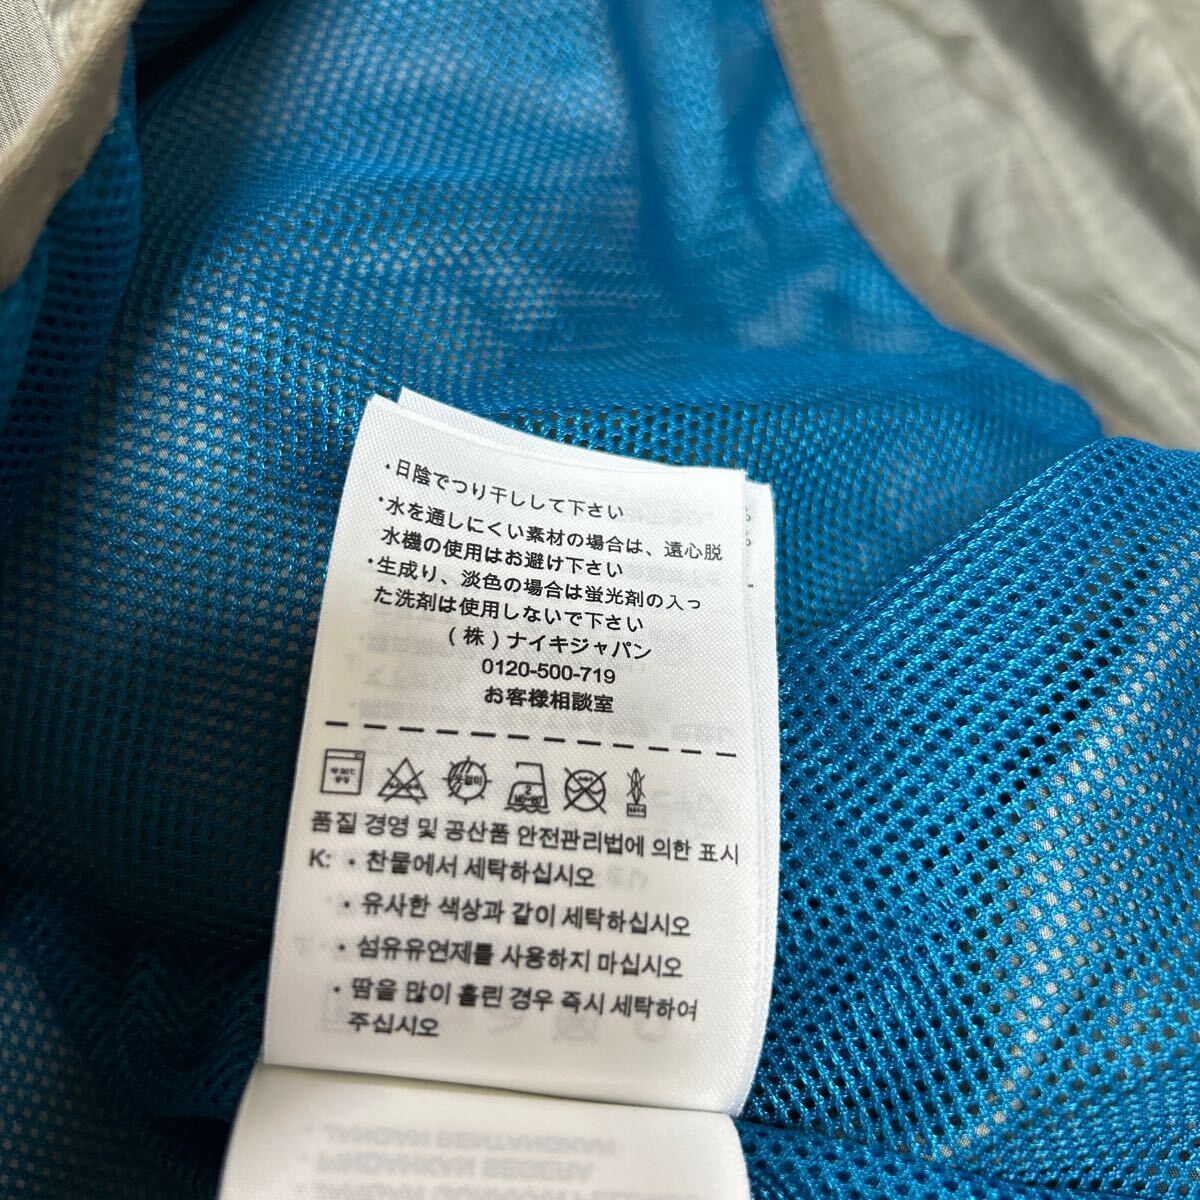 ・日陰でつり干しして下さい
・水を通しにくい素材の場合は、遠心脱
水機の使用はお避け下さい
・生成り、淡色の場合は蛍光剤の入っ
た洗剤は使用しないで下さい
(株)ナイキジャパン
0120-500-719
お客様相談室
품질 경영 및 공산품 안전관리법에 의한 표시
K: • 찬물에서 세탁하십시오
• 유사한 색상과 같이 세탁하십시오
• 섬유유연제를 사용하지 마십시오
• 땀을 많이 흘린 경우 즉시 세탁하여
주십시오